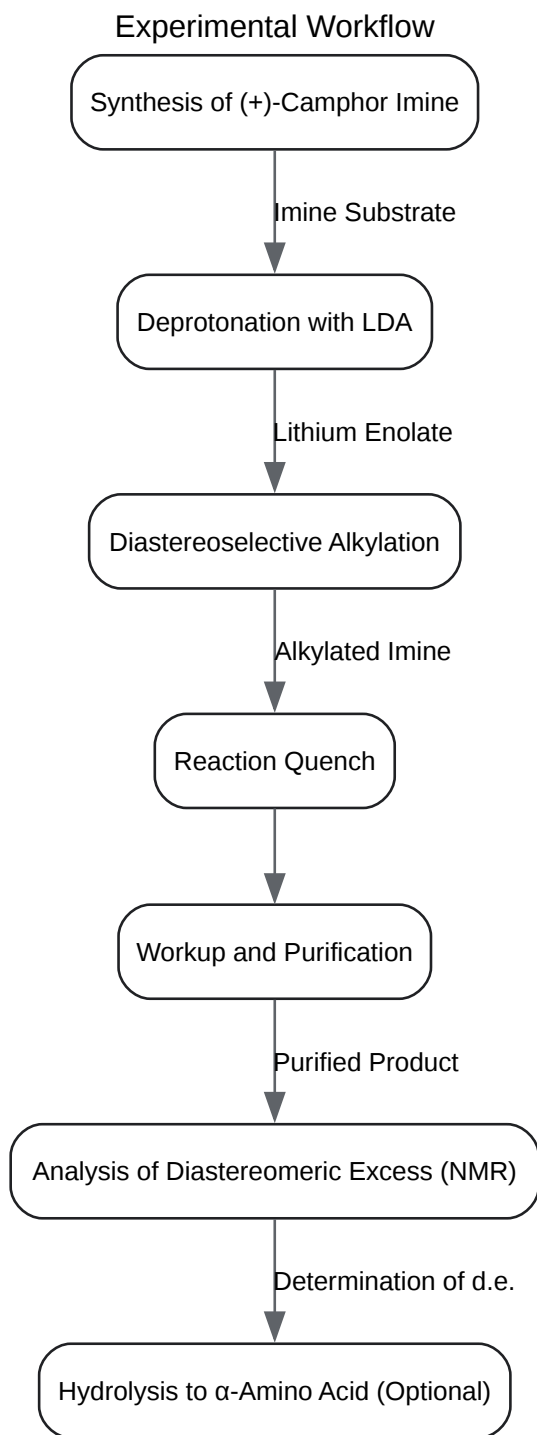 Experimental Workflow
Synthesis of (+)-Camphor Imine
Imine Substrate
Deprotonation with LDA
Lithium Enolate
Diastereoselective Alkylation
Alkylated Imine
Reaction Quench
Workup and Purification
Purified Product
Analysis of Diastereomeric Excess (NMR)
Determination of d.e.
Hydrolysis to α-Amino Acid (Optional)